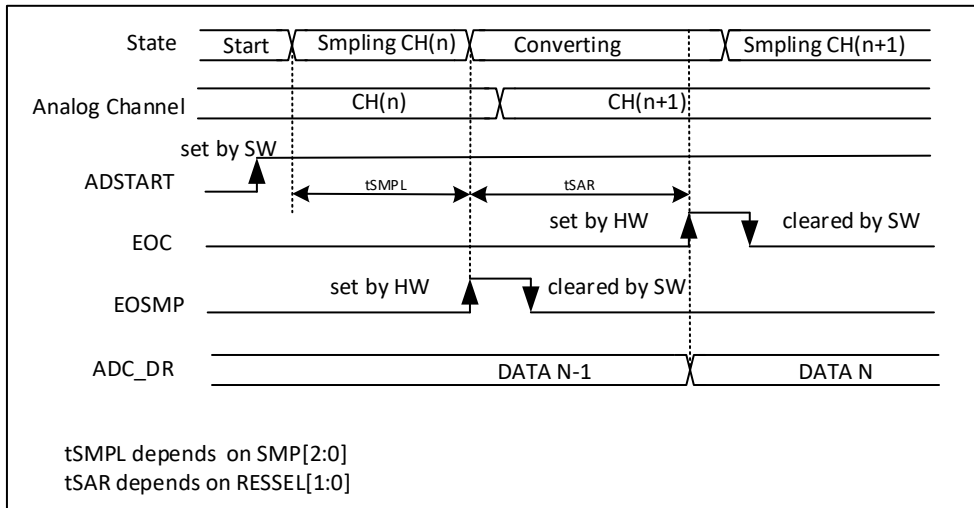 State Start Smpling CH(n) Converting Smpling CH(n+1)
Analog Channel CH(n) CH(n+1)
set by SW
ADSTART tSMPL tSAR
set by HW cleared by SW
EOC
set by HW cleared by SW
EOSMP
ADC_DR DATA N-1 DATA N
tSMPL depends on SMP[2:0]
tSAR depends on RESSEL[1:0]